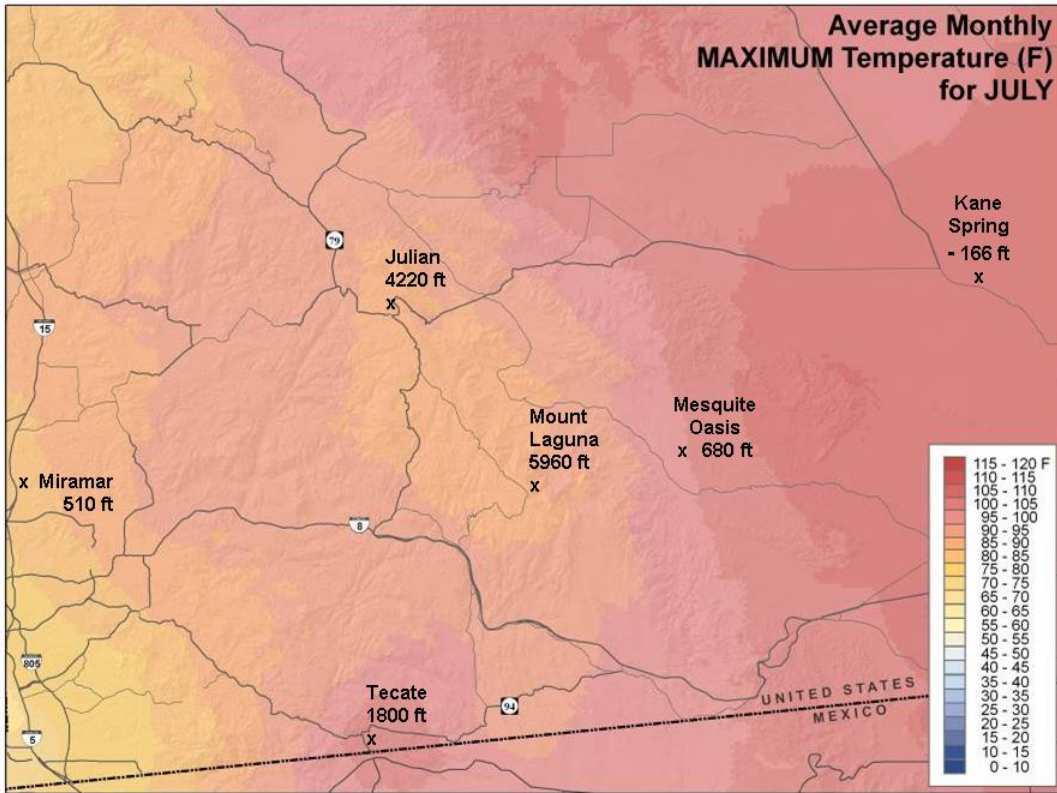 Average Monthly
MAXIMUM Temperature (F)
for JULY
Kane
Spring
- 166 ft
x
79
Julian
4220 ft
x
15
Mount
Laguna
5960 ft
x
Mesquite
Oasis
x 680 ft
x Miramar
510 ft
8
805
5
Tecate
1800 ft
x
94
UNITED STATES
MEXICO
115 - 120 F
110 - 115
105 - 110
100 - 105
95 - 100
90 - 95
85 - 90
80 - 85
75 - 80
70 - 75
65 - 70
60 - 65
55 - 60
50 - 55
45 - 50
40 - 45
35 - 40
30 - 35
25 - 30
20 - 25
15 - 20
10 - 15
0 - 10